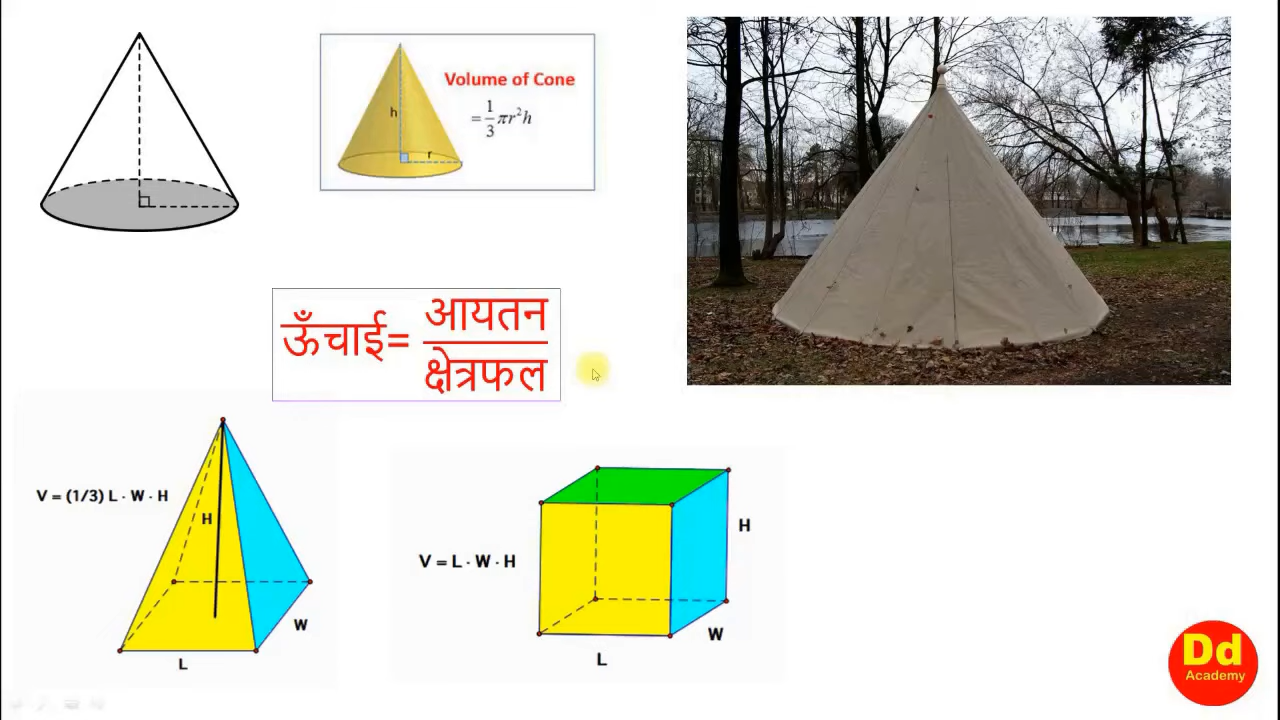 Volume of Cone
= 1/3 πr²h
h
r
ऊँचाई= आयतन
क्षेत्रफल
V = (1/3) L · W · H
H
W
L
V = L · W · H
H
W
L
Dd
Academy